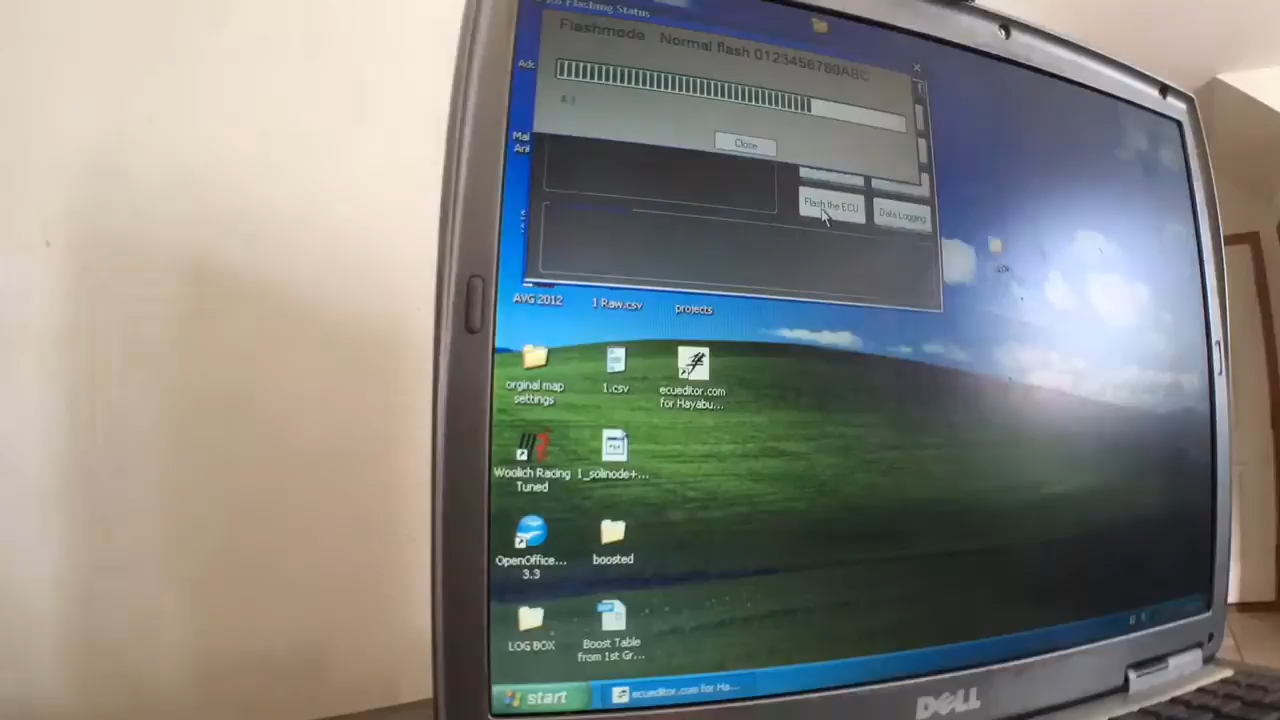 Flashing Status
Flashmode Normal flash 0123456789ABC
Close
Flash the ECU
Data Logging
AVG 2012
1 Raw.csv
projects
orginal map
settings
1.csv
ecueditor.com
for Hayabu...
Woolich Racing
Tuned
1_solinode+...
OpenOffice...
3.3
boosted
LOG BOX
Boost Table
from 1st Gr...
start
ecueditor.com for Ha...
DELL